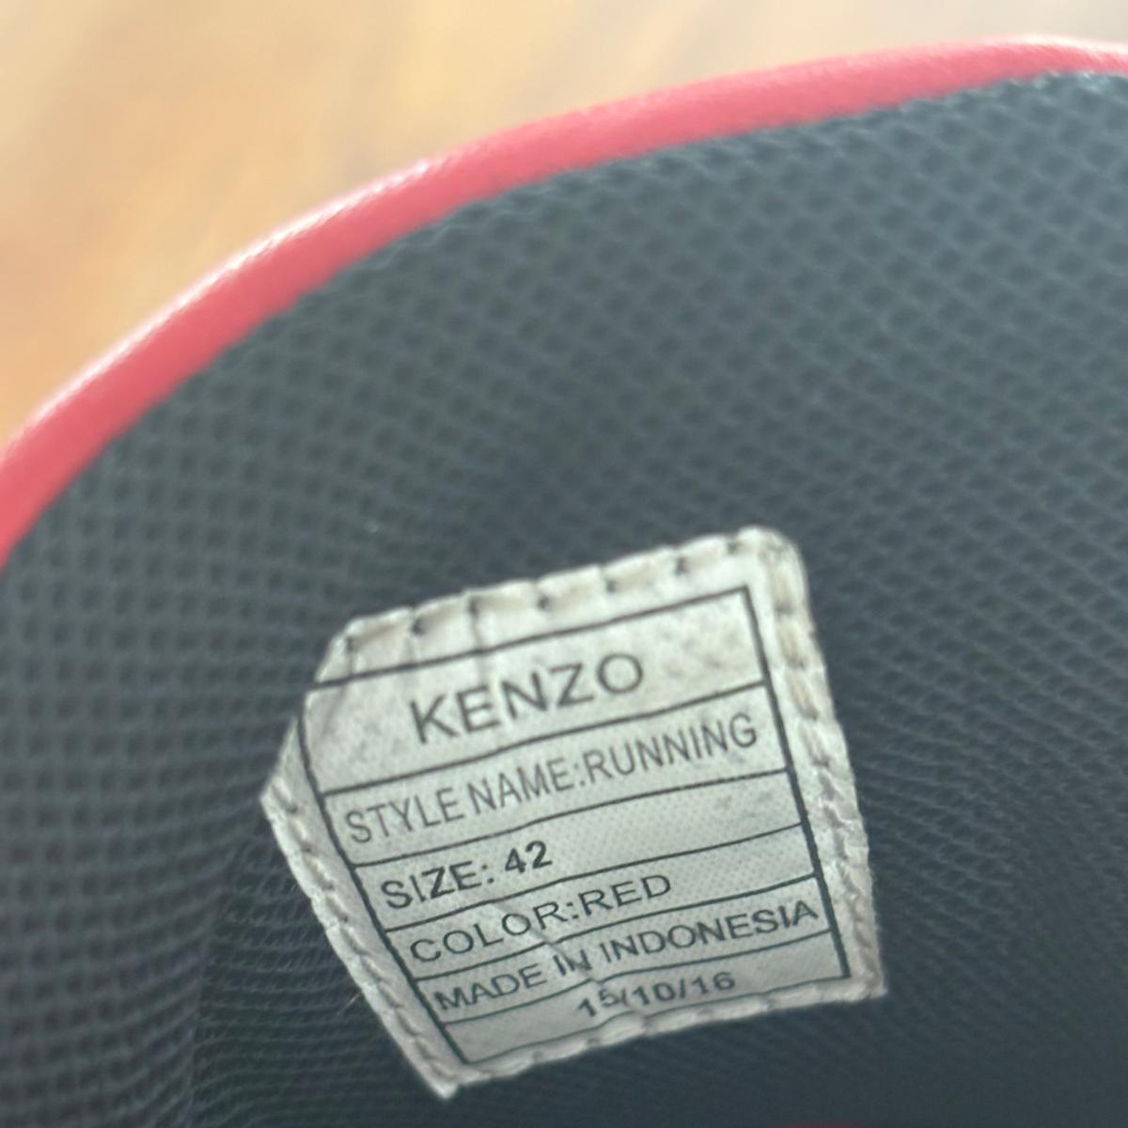 KENZO
STYLE NAME:RUNNING
SIZE: 42
COLOR:RED
MADE IN INDONESIA
15/10/16